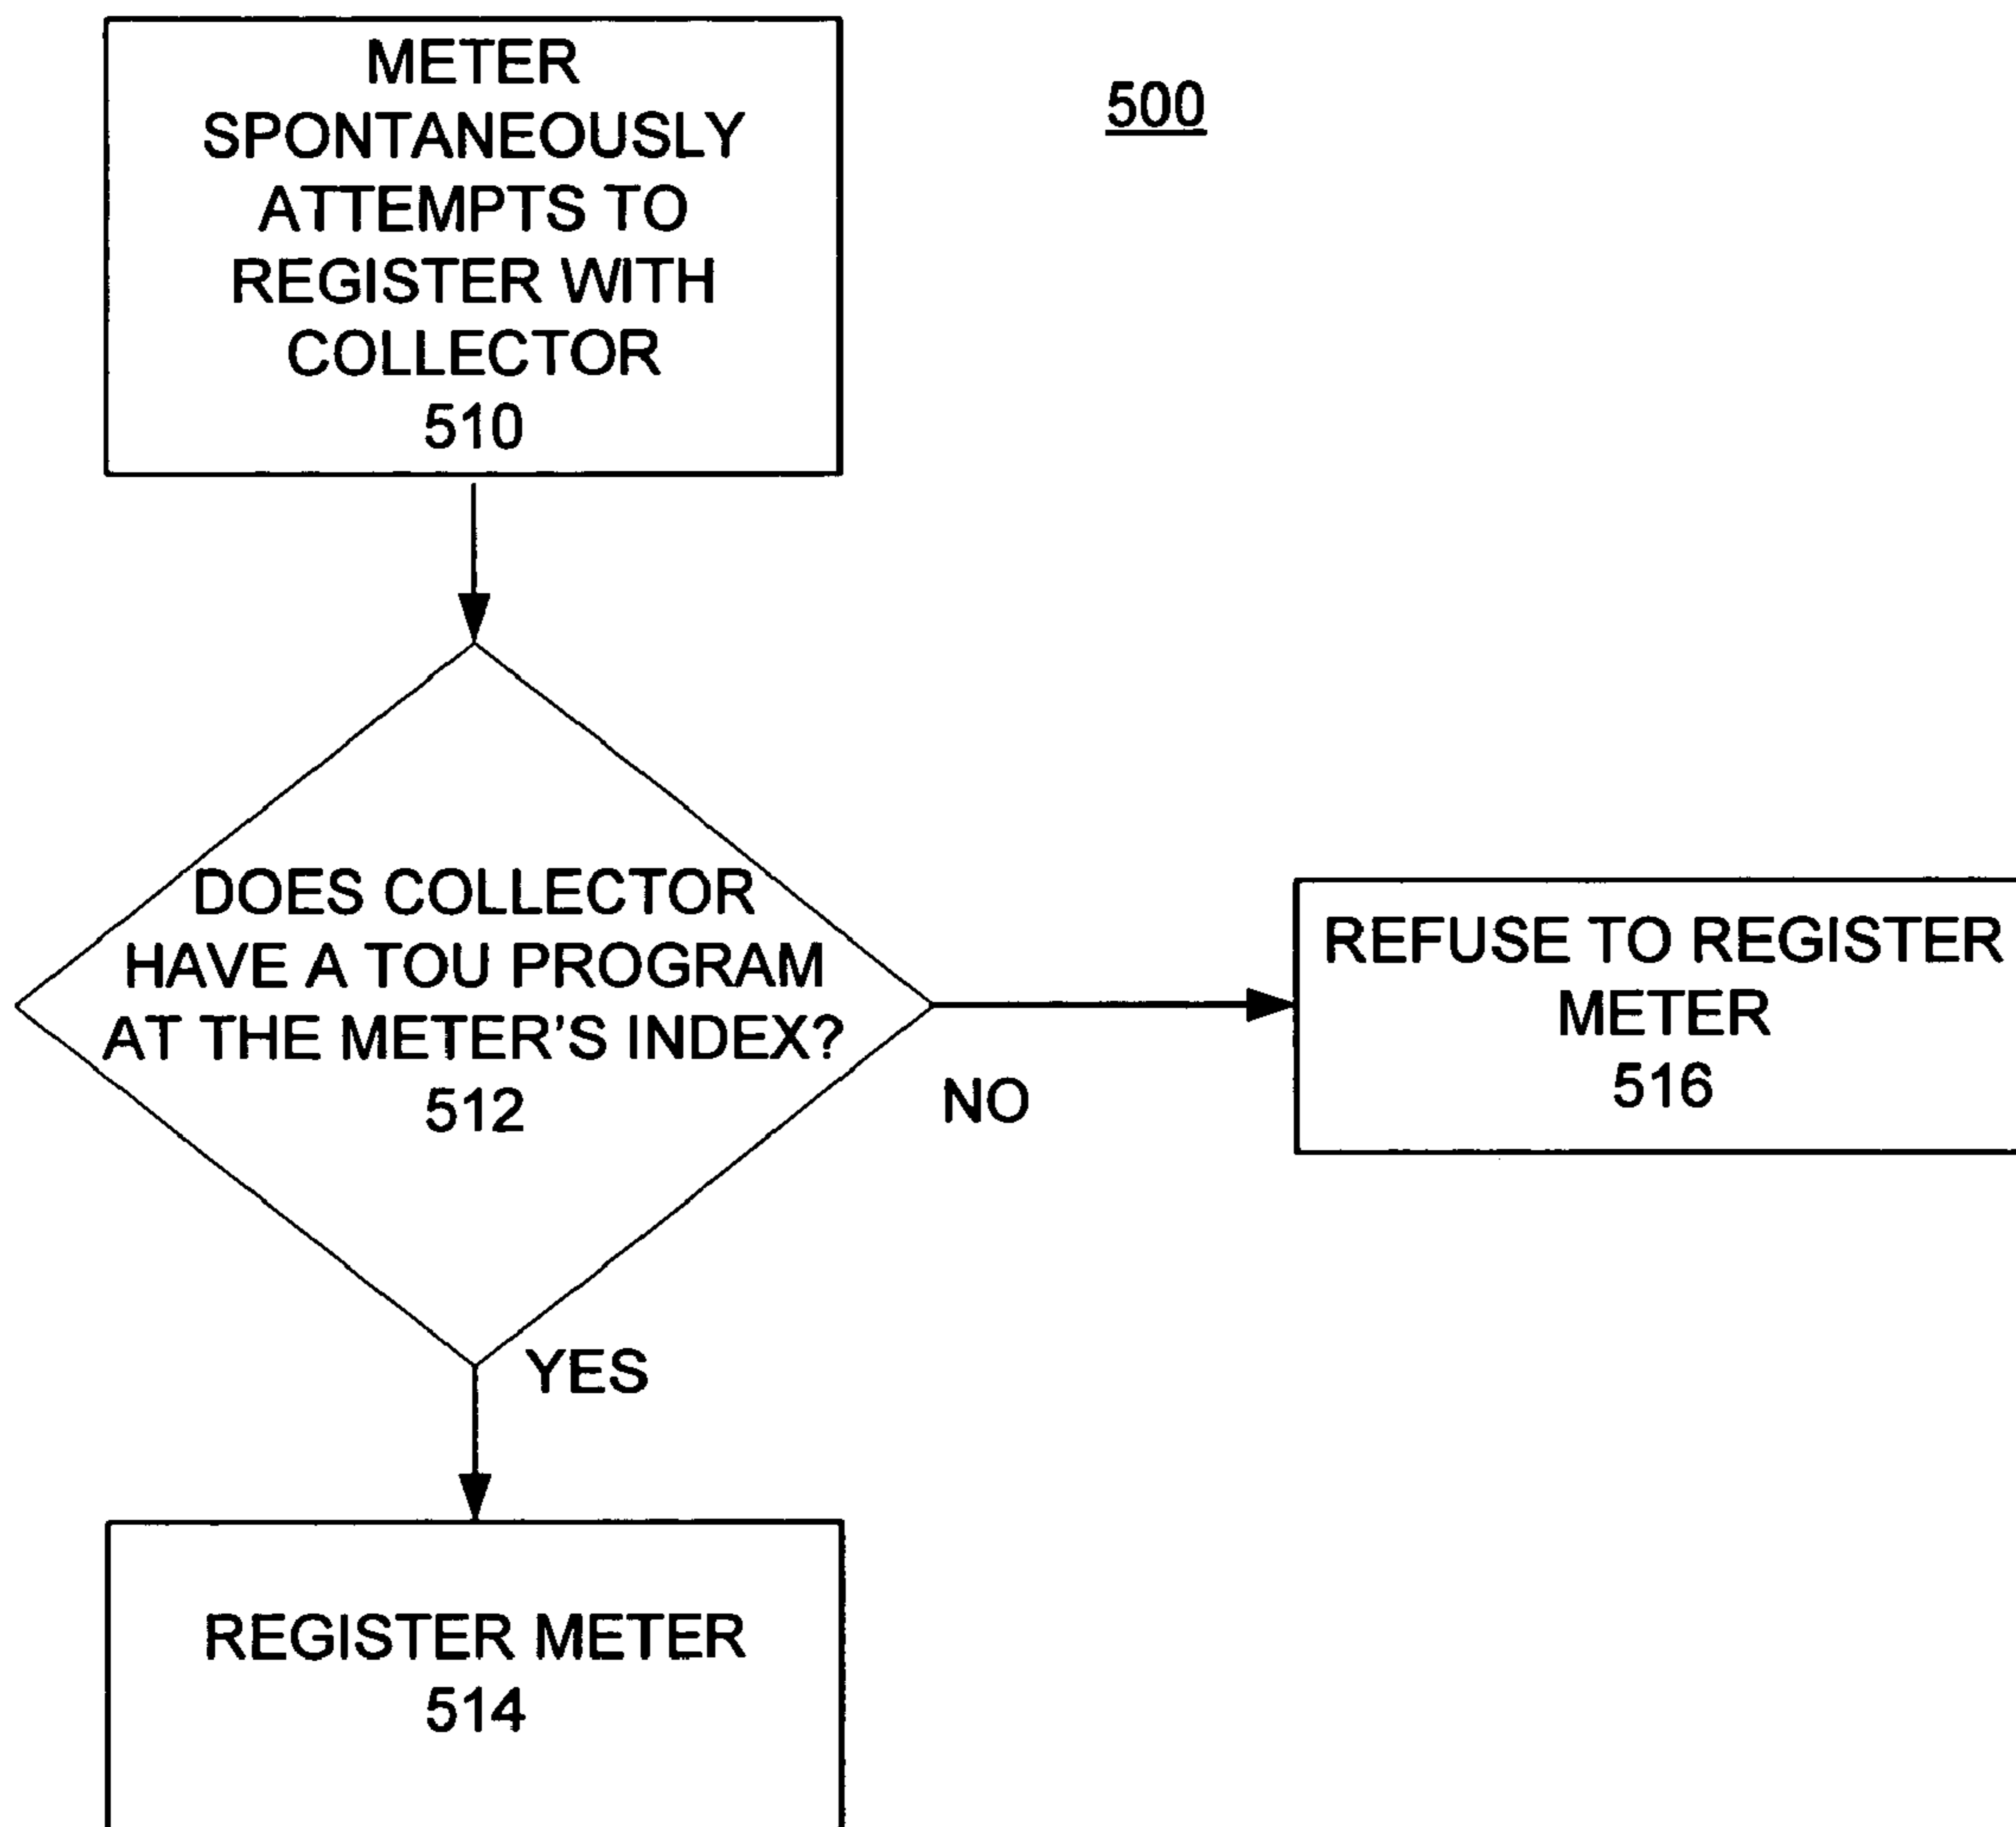 METER
SPONTANEOUSLY
ATTEMPTS TO
REGISTER WITH
COLLECTOR
510
500
DOES COLLECTOR
HAVE A TOU PROGRAM
AT THE METER'S INDEX?
512
NO
REFUSE TO REGISTER
METER
516
YES
REGISTER METER
514